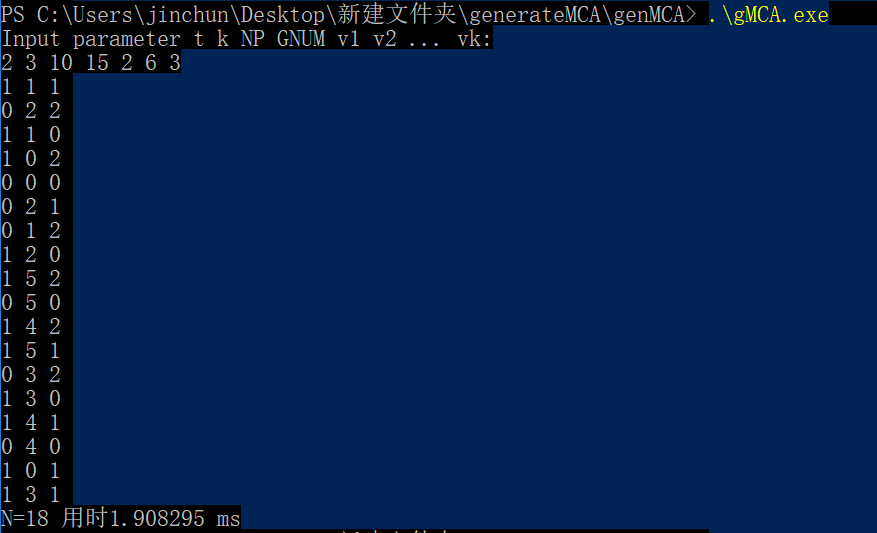 PS C:\Users\jinchun\Desktop\新建文件夹\generateMCA\genMCA> .\gMCA.exe
Input parameter t k NP GNUM v1 v2 ... vk:
2 3 10 15 2 6 3
1 1 1
0 2 2
1 1 0
1 0 2
0 0 0
0 2 1
0 1 2
1 2 0
1 5 2
0 5 0
1 4 2
1 5 1
0 3 2
1 3 0
1 4 1
0 4 0
1 0 1
1 3 1
N=18 用时1.908295 ms